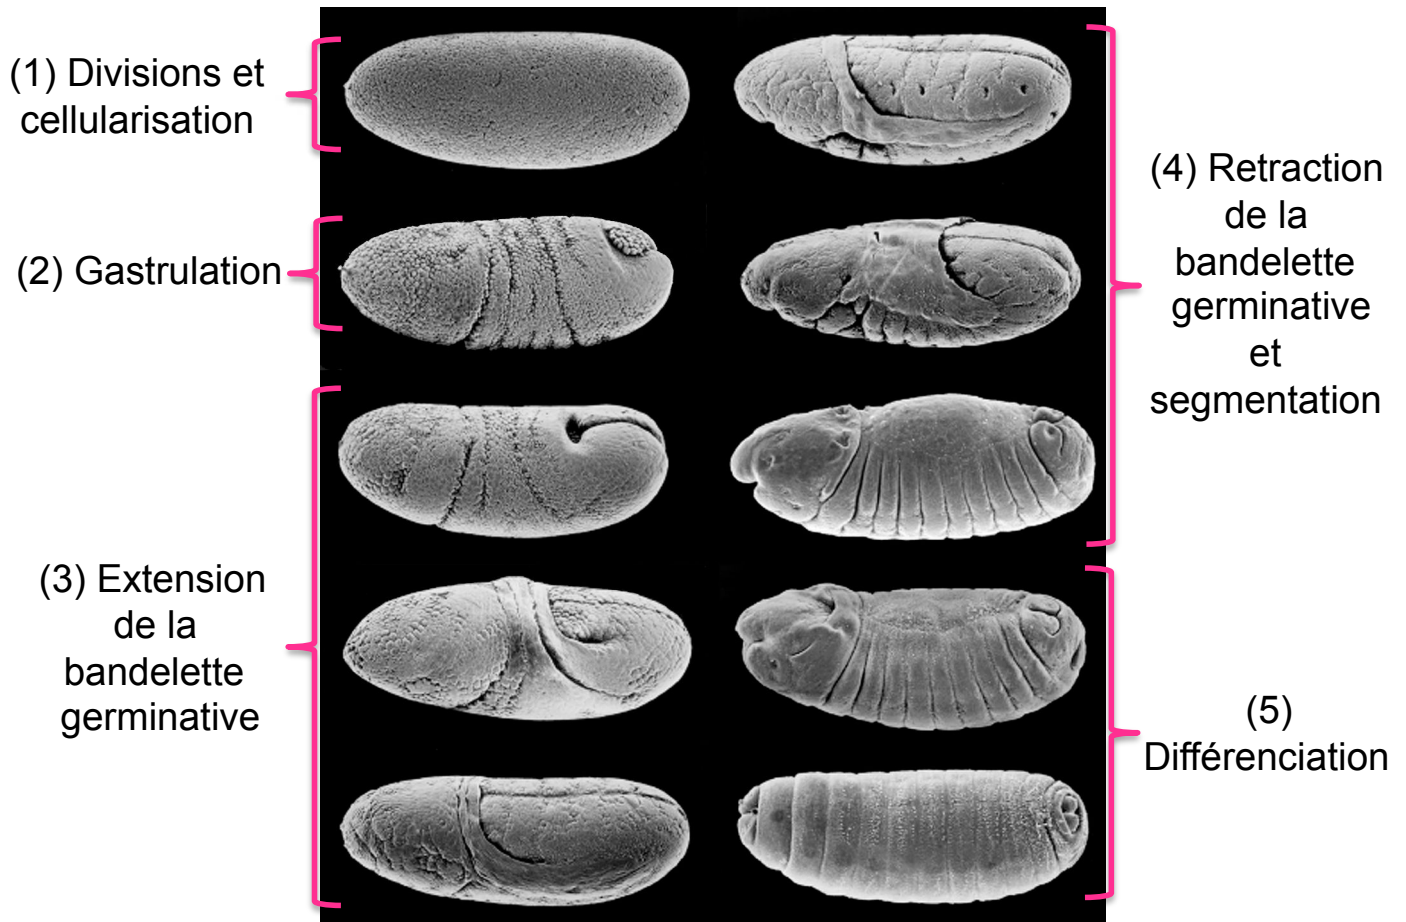 (1) Divisions et
cellularisation
(2) Gastrulation
(3) Extension
de la
bandelette
germinative
(4) Retraction
de la
bandelette
germinative
et
segmentation
(5)
Différenciation